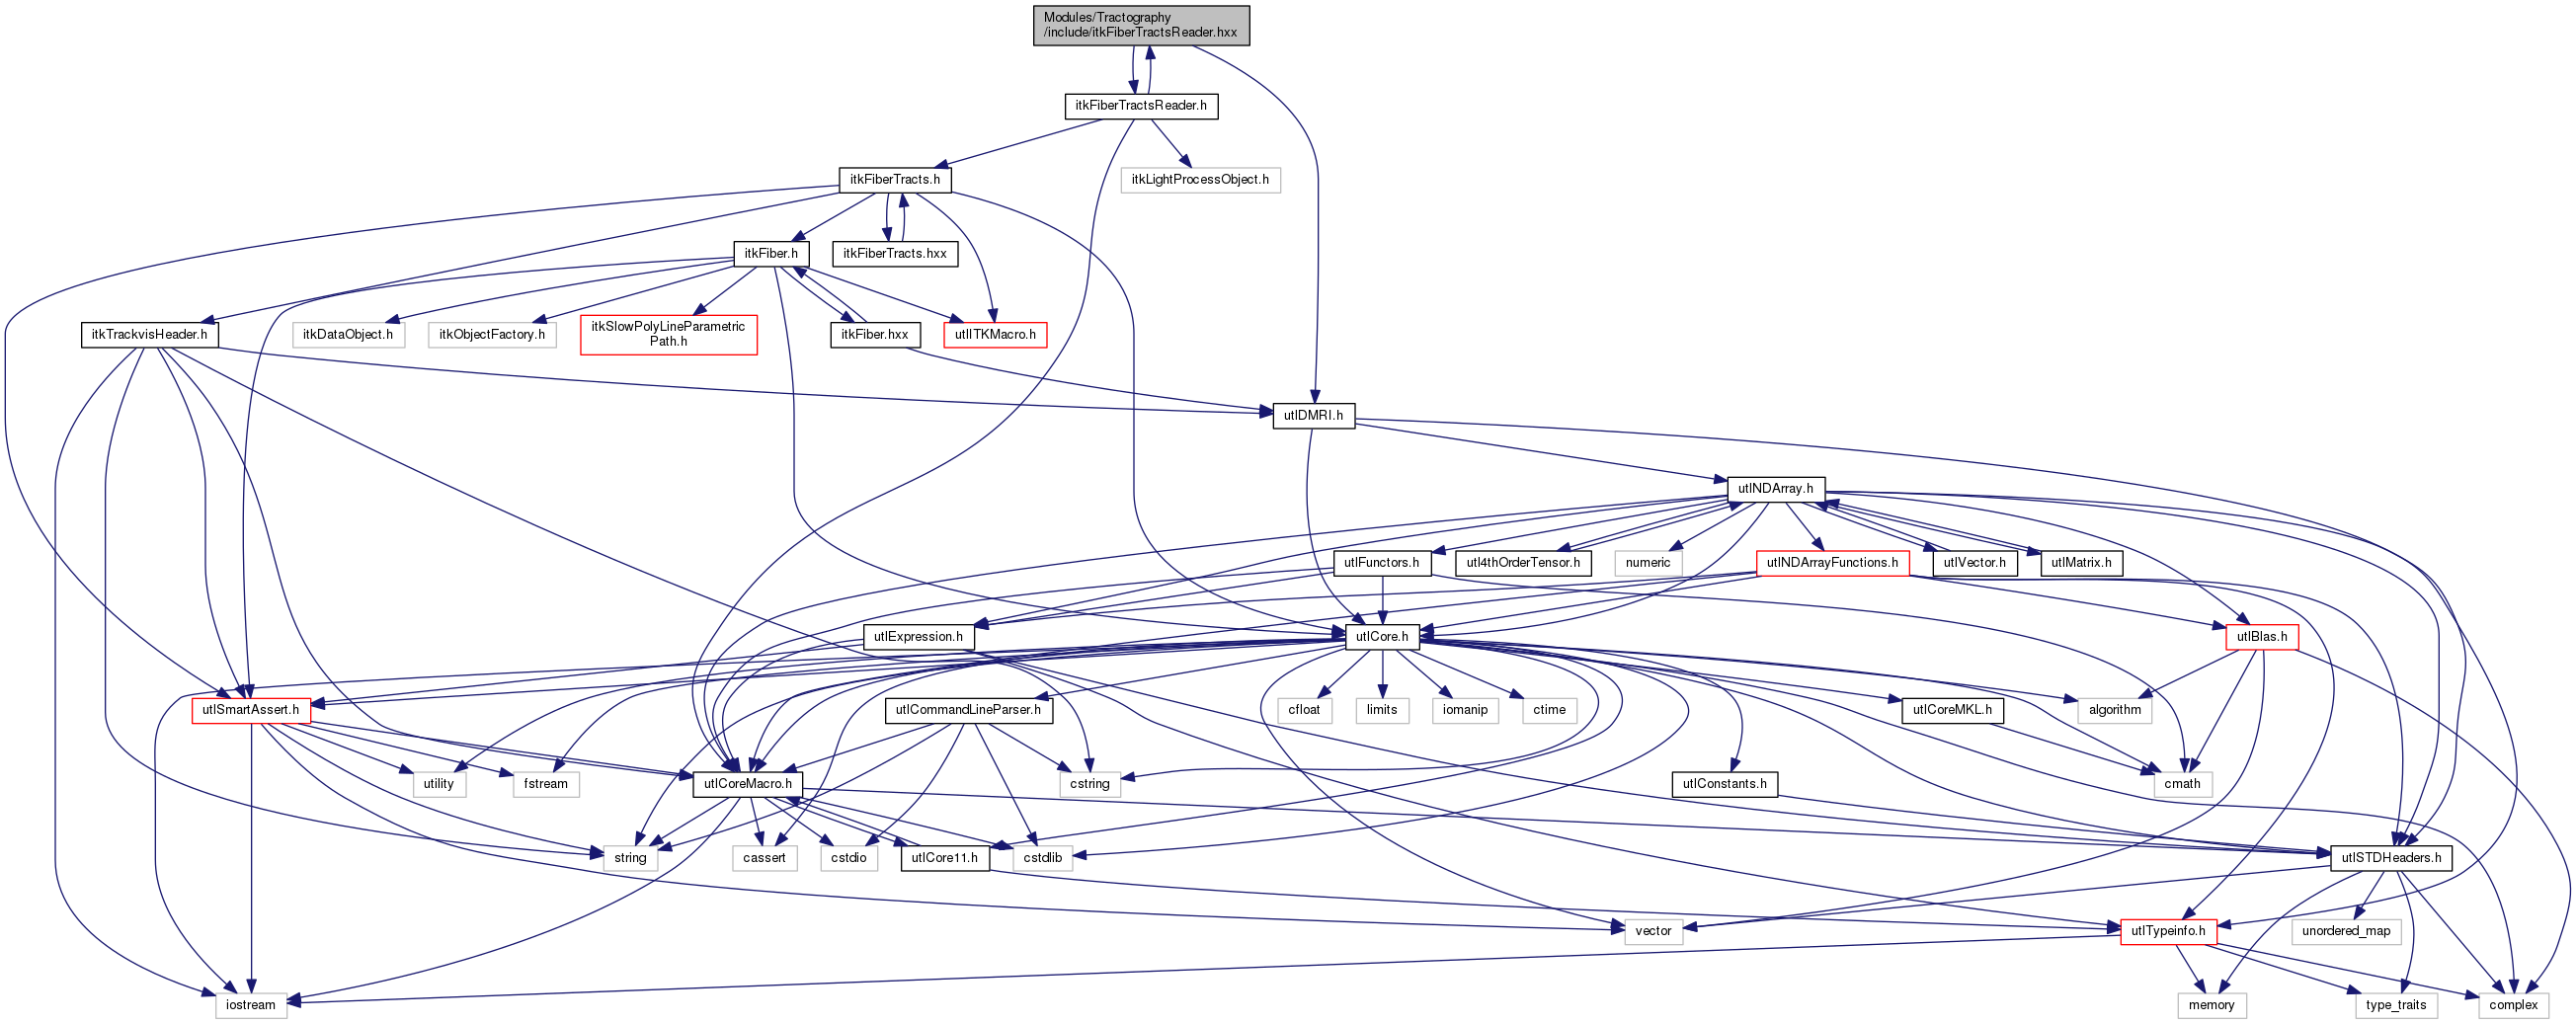 Modules/Tractography
/include/itkFiberTractsReader.hxx
itkFiberTractsReader.h
itkFiberTracts.h
itkLightProcessObject.h
itkFiber.h
itkFiberTracts.hxx
itkTrackvisHeader.h
itkDataObject.h
itkObjectFactory.h
itkSlowPolyLineParametric
Path.h
itkFiber.hxx
utlITKMacro.h
utlDMRI.h
utlNDArray.h
utlFunctors.h
utl4thOrderTensor.h
numeric
utlNDArrayFunctions.h
utlVector.h
utlMatrix.h
utlExpression.h
utlCore.h
utlBlas.h
utlSmartAssert.h
utlCommandLineParser.h
cfloat
limits
iomanip
ctime
utlCoreMKL.h
algorithm
utility
fstream
utlCoreMacro.h
cstring
utlConstants.h
cmath
string
cassert
cstdio
utlCore11.h
cstdlib
utlSTDHeaders.h
vector
unordered_map
utlTypeinfo.h
iostream
memory
type_traits
complex